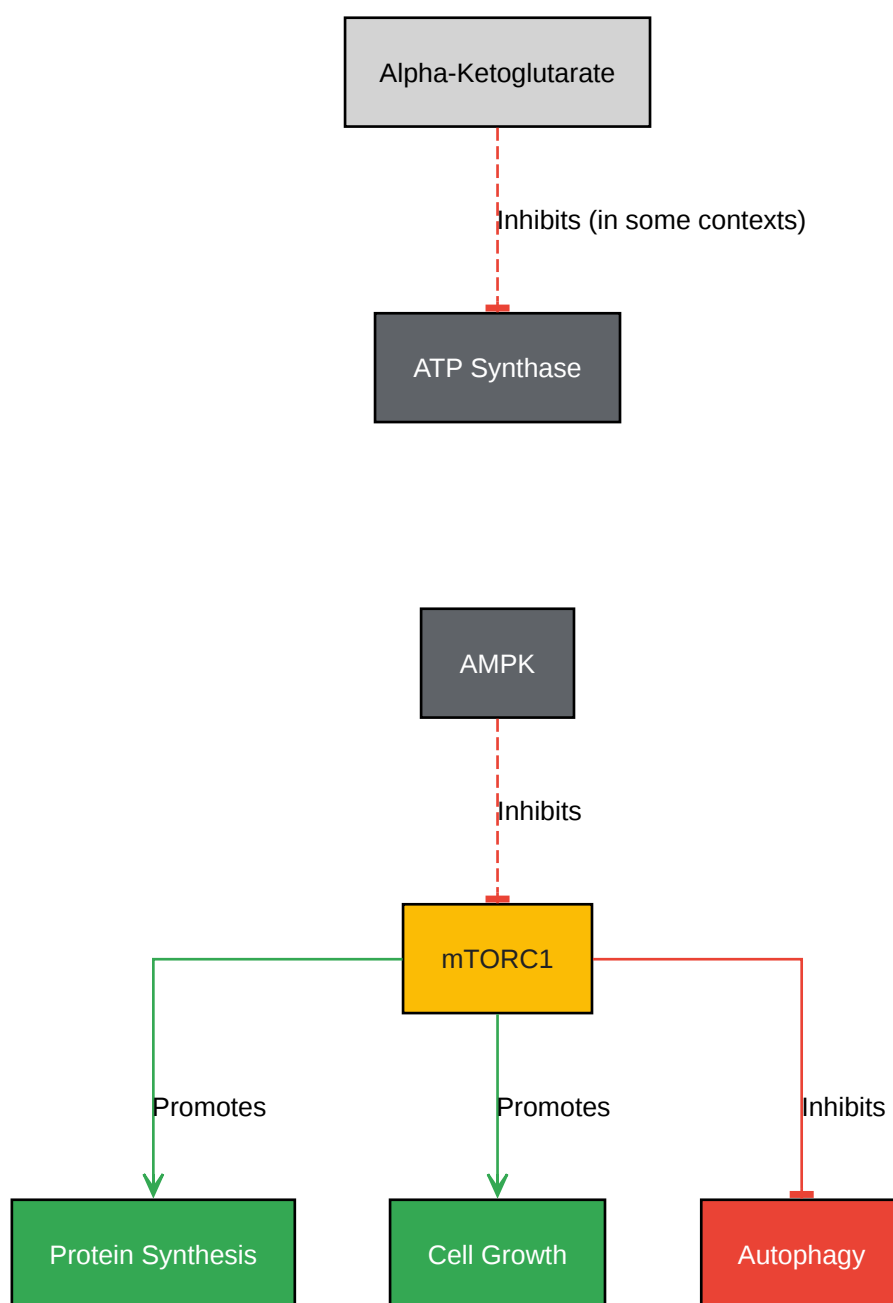 Alpha-Ketoglutarate
Inhibits (in some contexts)
ATP Synthase
AMPK
Inhibits
mTORC1
Promotes
Promotes
Inhibits
Protein Synthesis
Cell Growth
Autophagy